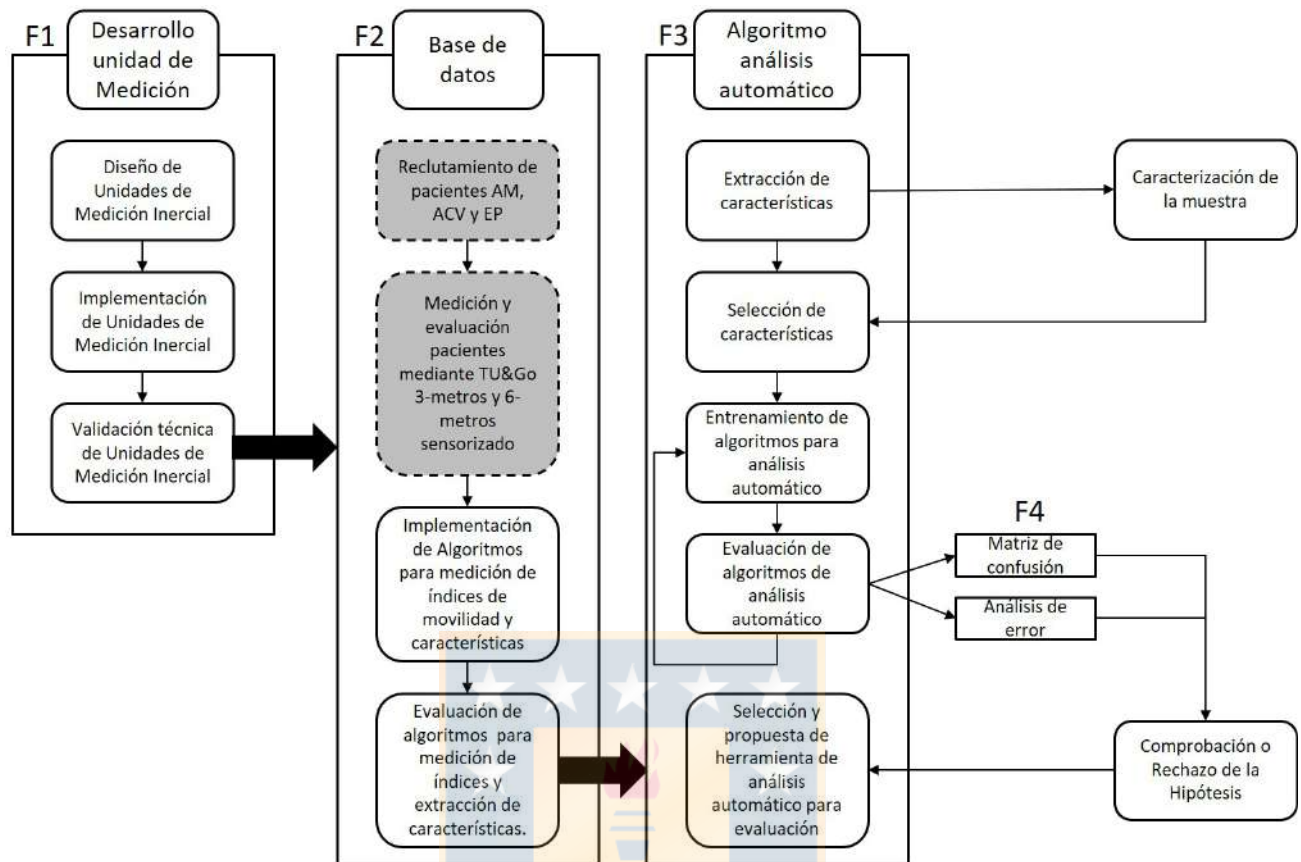 F1
Desarrollo
unidad de
Medición
Diseño de
Unidades de
Medición Inercial
Implementación
de Unidades de
Medición Inercial
Validación técnica
de Unidades de
Medición Inercial
F2
Base de
datos
Reclutamiento de
pacientes AM,
ACV y EP
Medición y
evaluación
pacientes
mediante TU&Go
3-metros y 6-
metros
sensorizado
Implementación
de Algoritmos
para medición de
índices de
movilidad y
características
Evaluación de
algoritmos para
medición de
índices y
extracción de
características.
F3
Algoritmo
análisis
automático
Extracción de
características
Selección de
características
Entrenamiento de
algoritmos para
análisis
automático
Evaluación de
algoritmos de
análisis
automático
Selección y
propuesta de
herramienta de
análisis
automático para
evaluación
Caracterización de
la muestra
F4
Matriz de
confusión
Análisis de
error
Comprobación o
Rechazo de la
Hipótesis